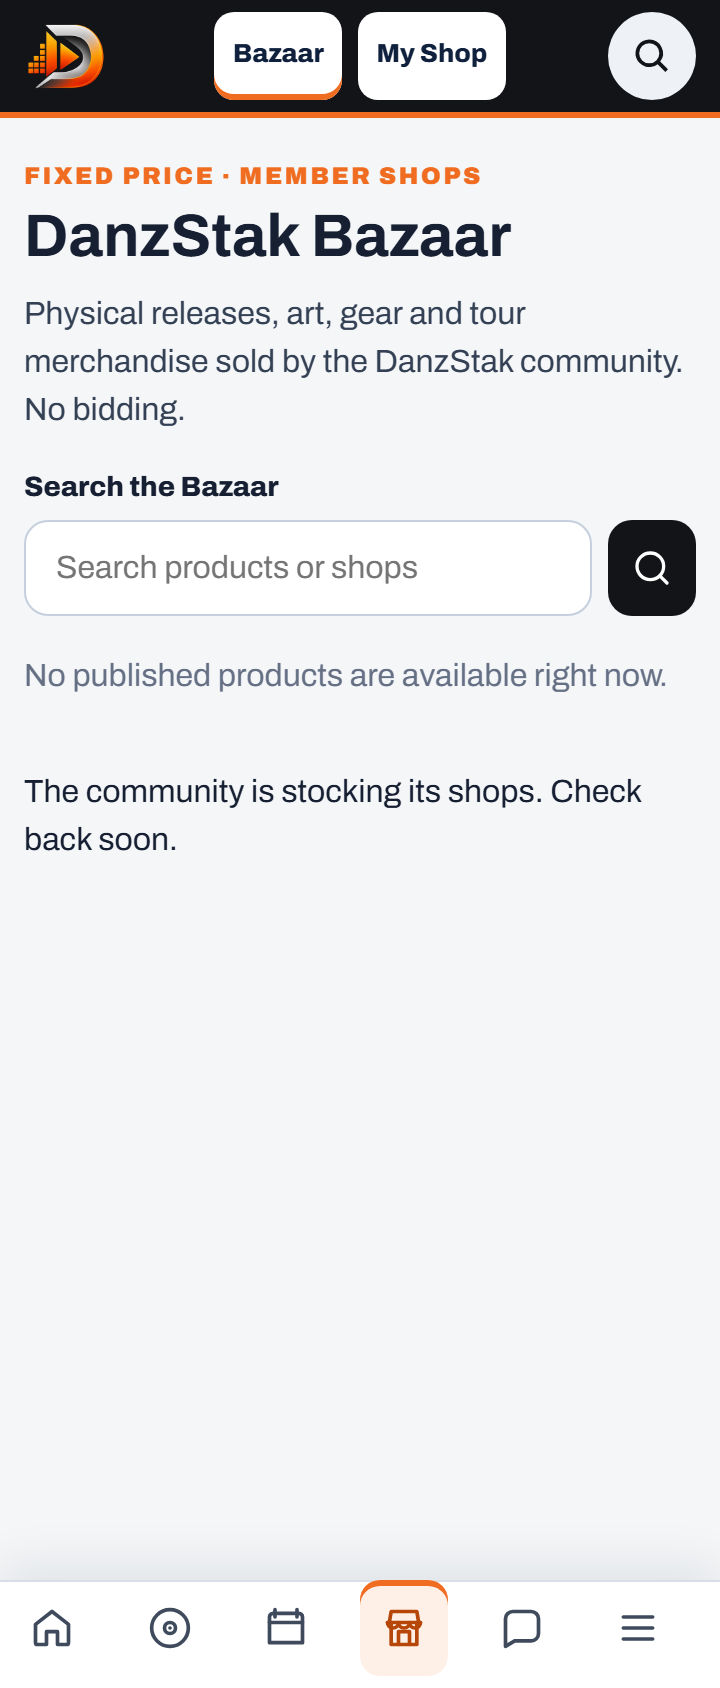 Bazaar
My Shop
FIXED PRICE · MEMBER SHOPS
DanzStak Bazaar
Physical releases, art, gear and tour
merchandise sold by the DanzStak community.
No bidding.
Search the Bazaar
Search products or shops
No published products are available right now.
The community is stocking its shops. Check
back soon.